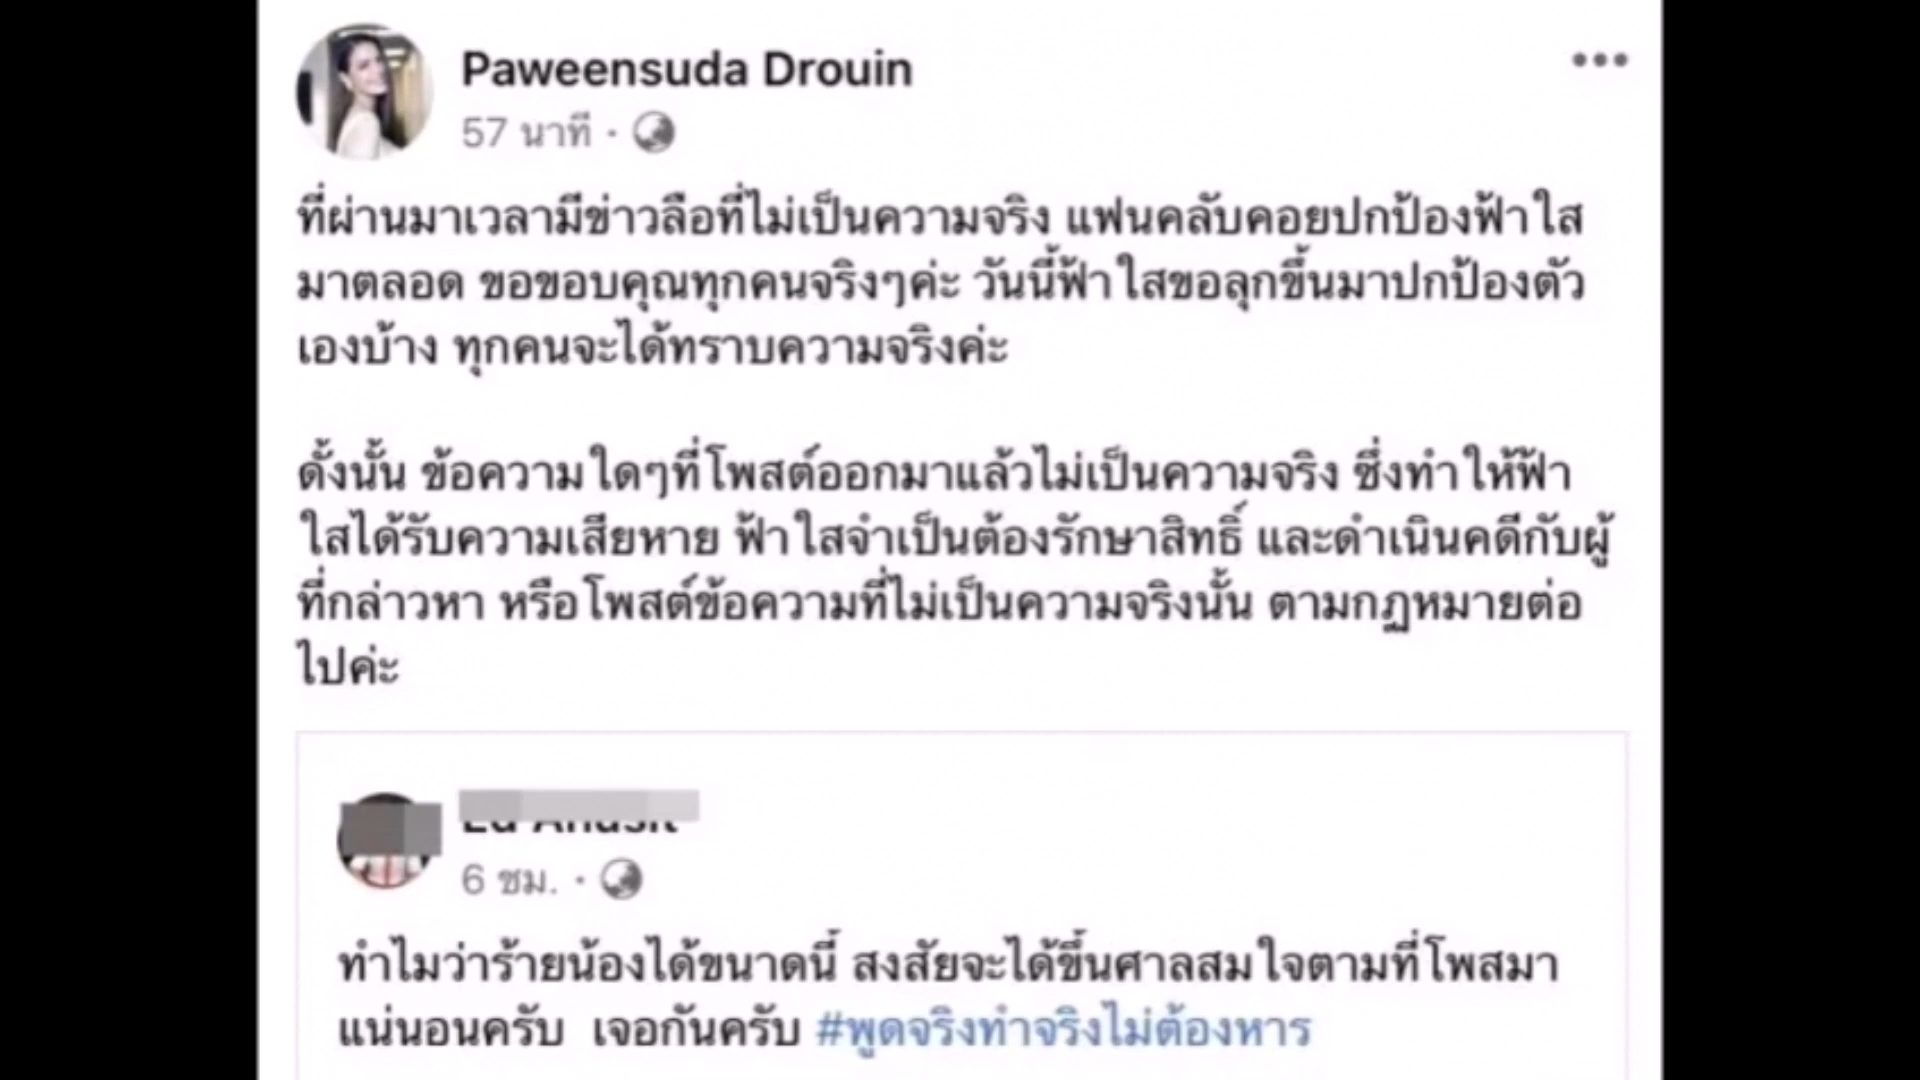 Paweensuda Drouin
57 นาที ·
ที่ผ่านมาเวลามีข่าวลือที่ไม่เป็นความจริง แฟนคลับคอยปกป้องฟ้าใส
มาตลอด ขอขอบคุณทุกคนจริงๆค่ะ วันนี้ฟ้าใสขอลุกขึ้นมาปกป้องตัว
เองบ้าง ทุกคนจะได้ทราบความจริงค่ะ
ดั้งนั้น ข้อความใดๆที่โพสต์ออกมาแล้วไม่เป็นความจริง ซึ่งทำให้ฟ้า
ใสได้รับความเสียหาย ฟ้าใสจำเป็นต้องรักษาสิทธิ์ และดำเนินคดีกับผู้
ที่กล่าวหา หรือโพสต์ข้อความที่ไม่เป็นความจริงนั้น ตามกฏหมายต่อ
ไปค่ะ
6 ชม. ·
ทำไมว่าร้ายน้องได้ขนาดนี้ สงสัยจะได้ขึ้นศาลสมใจตามที่โพสมา
แน่นอนครับ เจอกันครับ #พูดจริงทำจริงไม่ต้องหาร